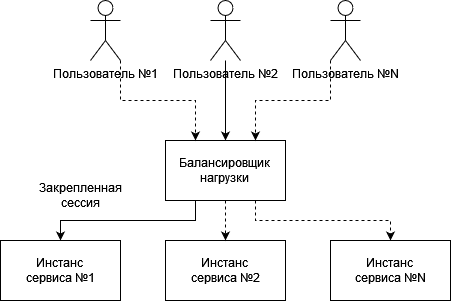 Пользователь №1
Пользователь №2
Пользователь №N
Балансировщик
нагрузки
Закрепленная
сессия
Инстанс
сервиса №1
Инстанс
сервиса №2
Инстанс
сервиса №N